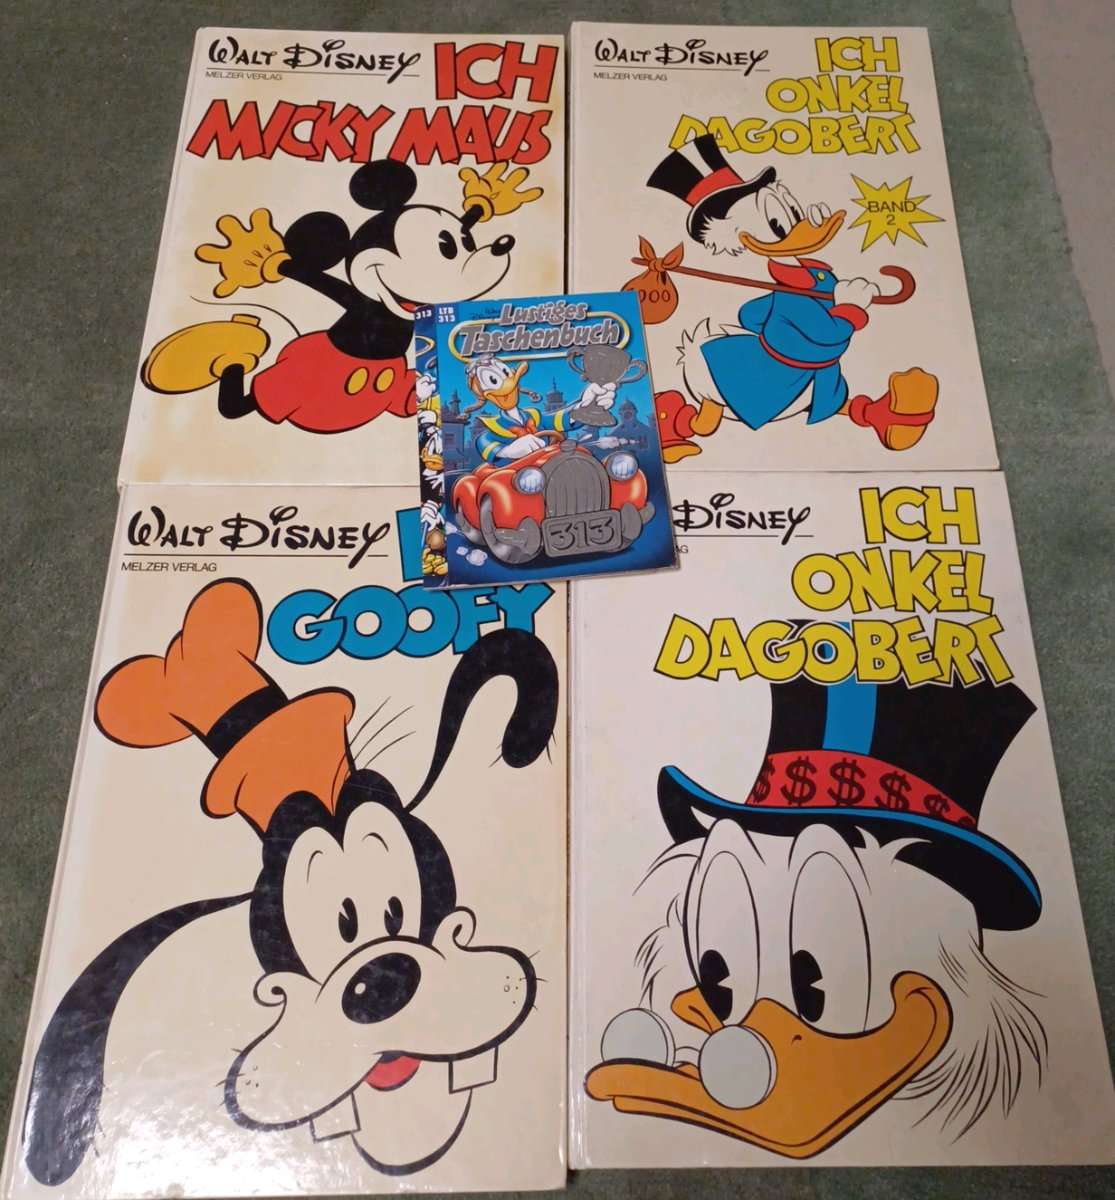 WALT DISNEY
MELZER VERLAG
ICH
MICKY MAUS
WALT DISNEY
MELZER VERLAG
ICH
ONKEL
DAGOBERT
BAND
2
313
LTB
313
Lustiges
Taschenbuch
313
WALT DISNEY
MELZER VERLAG
GOOFY
DISNEY
ICH
ONKEL
DAGOBERT
$ $ $ $ $ $